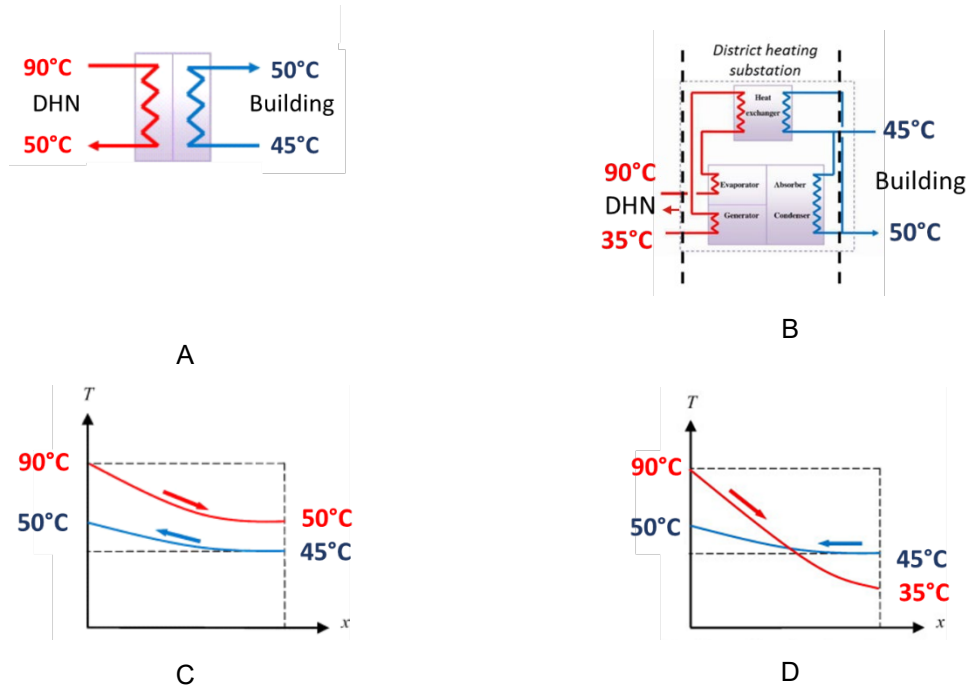 90°C
DHN
50°C
50°C
Building
45°C
A
District heating
substation
Heat
exchanger
Evaporator
Absorber
Generator
Condenser
90°C
DHN
35°C
45°C
Building
50°C
B
T
90°C
50°C
50°C
45°C
x
C
T
90°C
50°C
45°C
35°C
x
D